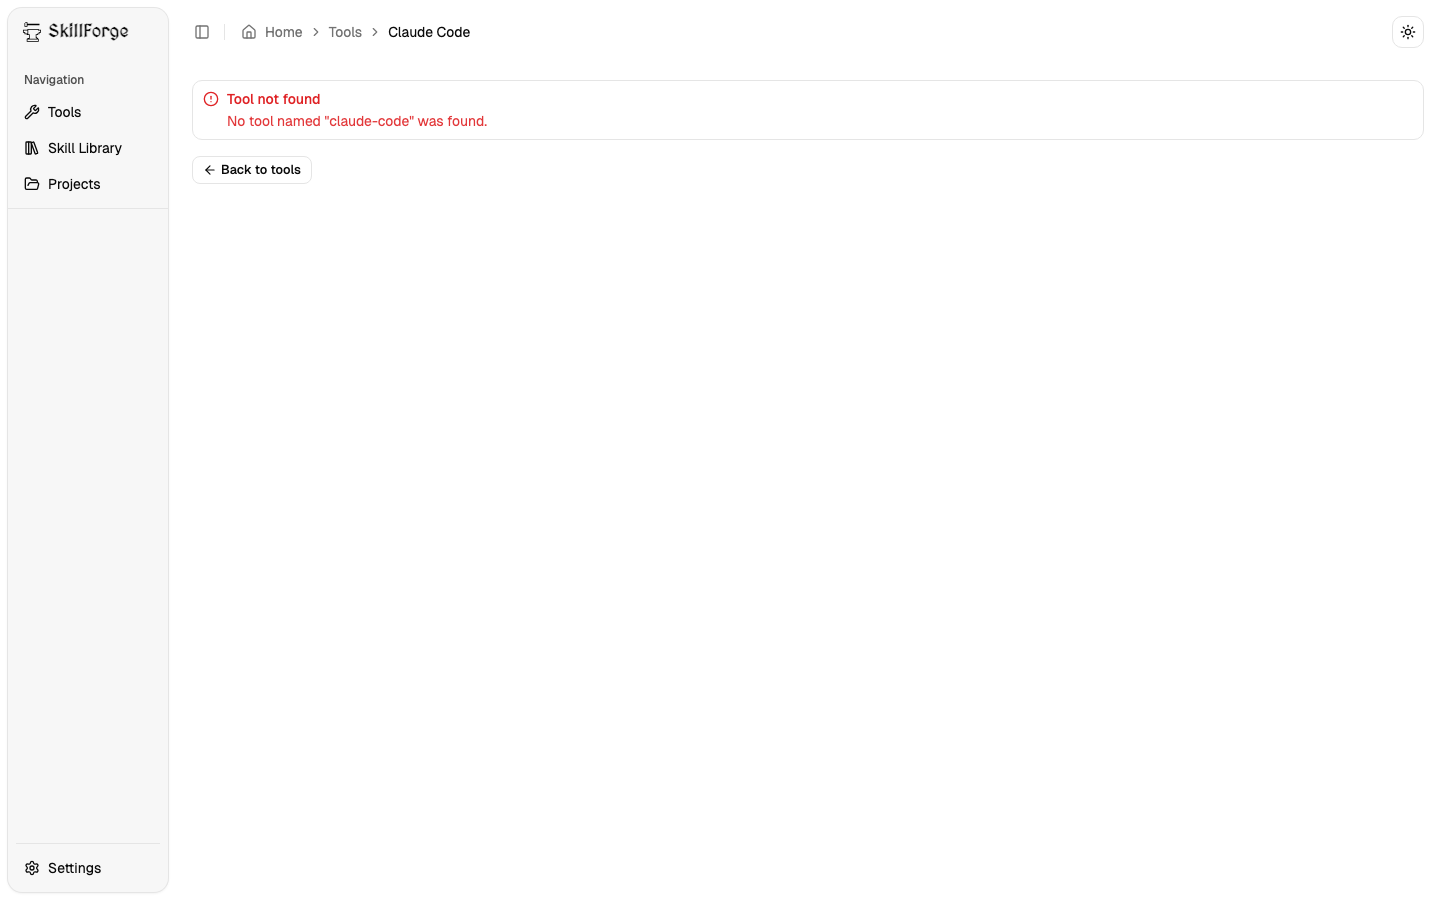 SkillForge
Navigation
Tools
Skill Library
Projects
Settings
Home > Tools > Claude Code
Tool not found
No tool named "claude-code" was found.
Back to tools